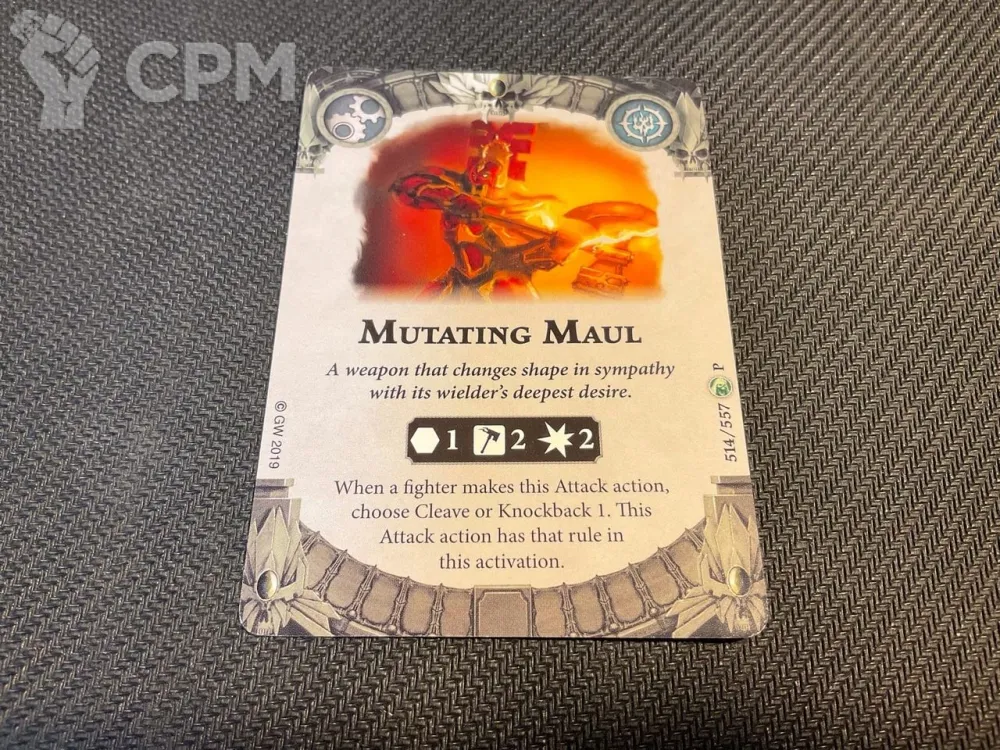 CPM
MUTATING MAUL
A weapon that changes shape in sympathy
with its wielder's deepest desire.
1 2 2
When a fighter makes this Attack action,
choose Cleave or Knockback 1. This
Attack action has that rule in
this activation.
© GW 2019
514/557 P